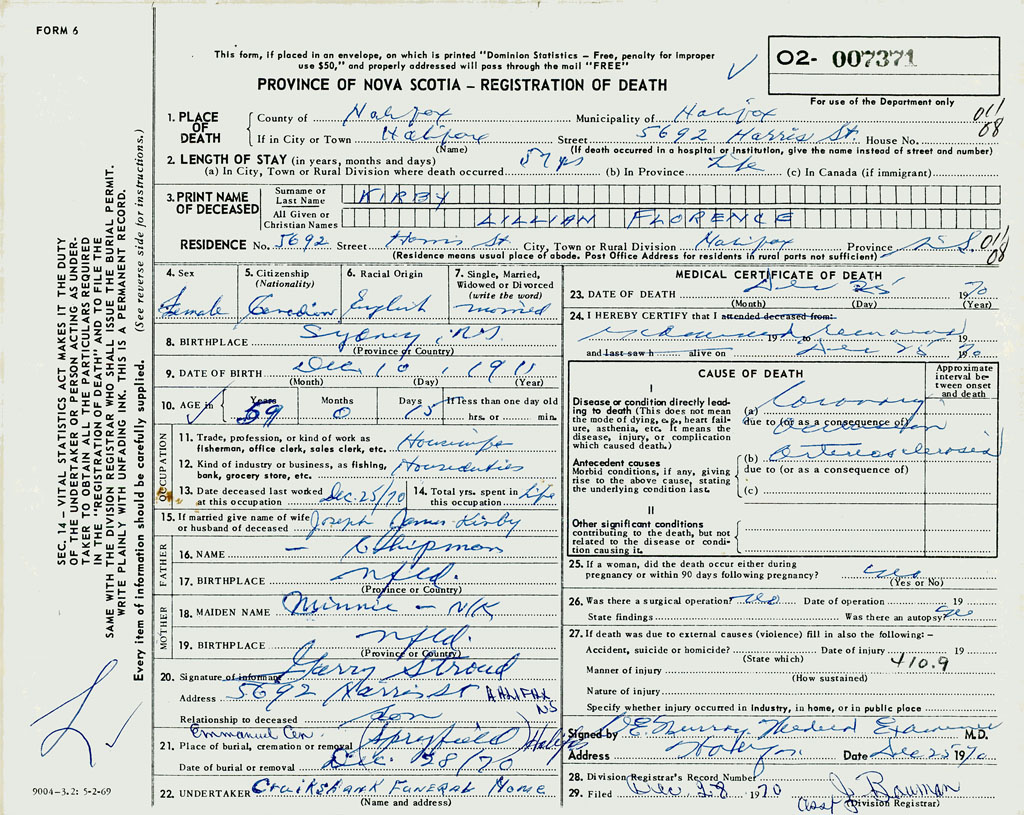 FORM 6
This form, if placed in an envelope, on which is printed "Dominion Statistics – Free, penalty for improper
use $50," and properly addressed will pass through the mail "FREE"
02- 007371
PROVINCE OF NOVA SCOTIA – REGISTRATION OF DEATH
For use of the Department only
1. PLACE OF DEATH
County of Halifax Municipality of Halifax
If in City or Town Halifax Street 5692 Harris St. House No.
(Name) (If death occurred in a hospital or institution, give the name instead of street and number)
011
08
2. LENGTH OF STAY (in years, months and days)
(a) In City, Town or Rural Division where death occurred 57 yrs (b) In Province Life (c) In Canada (if immigrant)
3. PRINT NAME OF DECEASED
Surname or Last Name KIRBY
All Given or Christian Names LILLIAN FLORENCE
RESIDENCE No. 5692 Street Harris St. City, Town or Rural Division Halifax Province N.S. 011
08
(Residence means usual place of abode. Post Office Address for residents in rural parts not sufficient)
4. Sex
Female
5. Citizenship
(Nationality)
Canadian
6. Racial Origin
English
7. Single, Married,
Widowed or Divorced
(write the word)
married
8. BIRTHPLACE Sydney, N.S.
(Province or Country)
9. DATE OF BIRTH Dec. 10, 1911
(Month) (Day) (Year)
10. AGE in Years 59 Months 0 Days 15 If less than one day old
hrs. or min.
OCCUPATION
11. Trade, profession, or kind of work as
fisherman, office clerk, sales clerk, etc. Housewife
12. Kind of industry or business, as fishing,
bank, grocery store, etc. Houseduties
13. Date deceased last worked
at this occupation Dec. 25/70
14. Total yrs. spent in
this occupation Life
15. If married give name of wife
or husband of deceased Joseph James Kirby
FATHER
16. NAME – Chipman
17. BIRTHPLACE Nfld.
(Province or Country)
MOTHER
18. MAIDEN NAME Minnie – N/K
19. BIRTHPLACE Nfld.
(Province or Country)
20. Signature of informant Garry Stroud
Address 5692 Harris St HALIFAX
NS
Relationship to deceased Son
Emmanuel Cem.
21. Place of burial, cremation or removal (Spryfield) Halifax
Date of burial or removal Dec. 28/70
22. UNDERTAKER Cruikshank Funeral Home
(Name and address)
MEDICAL CERTIFICATE OF DEATH
23. DATE OF DEATH Dec 25 1970
(Month) (Day) (Year)
24. I HEREBY CERTIFY that I attended deceased from:
19 to
and last saw h alive on Dec 25 1970
CAUSE OF DEATH
Approximate
interval be-
tween onset
and death
I
Disease or condition directly lead-
ing to death (This does not mean
the mode of dying, e.g., heart fail-
ure, asthenia, etc. It means the
disease, injury, or complication
which caused death.)
(a) Coronary
due to (or as a consequence of) occlusion
Antecedent causes
Morbid conditions, if any, giving
rise to the above cause, stating
the underlying condition last.
(b) arteriosclerosis
due to (or as a consequence of)
(c)
II
Other significant conditions
contributing to the death, but not
related to the disease or condi-
tion causing it.
25. If a woman, did the death occur either during
pregnancy or within 90 days following pregnancy?
(Yes or No)
26. Was there a surgical operation? Date of operation 19
State findings Was there an autopsy?
27. If death was due to external causes (violence) fill in also the following: –
Accident, suicide or homicide? Date of injury 19
(State which)
410.9
Manner of injury
(How sustained)
Nature of injury
Specify whether injury occurred in Industry, in home, or in public place
Signed by E. Murray Medical Examiner M.D.
Address Halifax Date Dec 25 1970
28. Division Registrar's Record Number
29. Filed Dec 28 1970 J. Bauman
(Asst) Division Registrar)
SEC. 14 – VITAL STATISTICS ACT MAKES IT THE DUTY
OF THE UNDERTAKER OR PERSON ACTING AS UNDER-
TAKER TO OBTAIN ALL THE PARTICULARS REQUIRED
IN THE "REGISTRATION OF DEATH" AND TO FILE THE
SAME WITH THE DIVISION REGISTRAR WHO SHALL ISSUE THE BURIAL PERMIT.
WRITE PLAINLY WITH UNFADING INK. THIS IS A PERMANENT RECORD.
Every item of information should be carefully supplied. (See reverse side for instructions.)
9004-3.2: 5-2-69